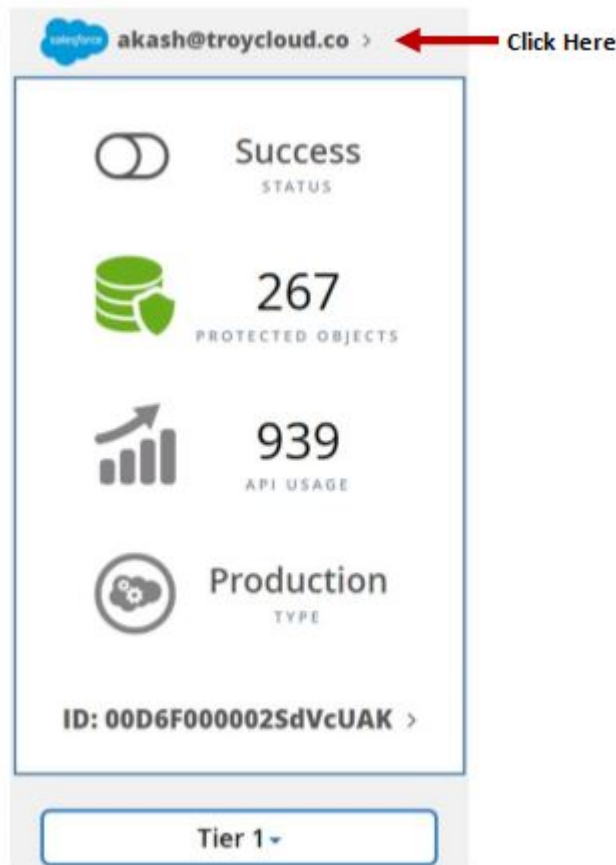 salesforce akash@troycloud.co >
Click Here
Success
STATUS
267
PROTECTED OBJECTS
939
API USAGE
Production
TYPE
ID: 00D6F000002SdVcUAK >
Tier 1